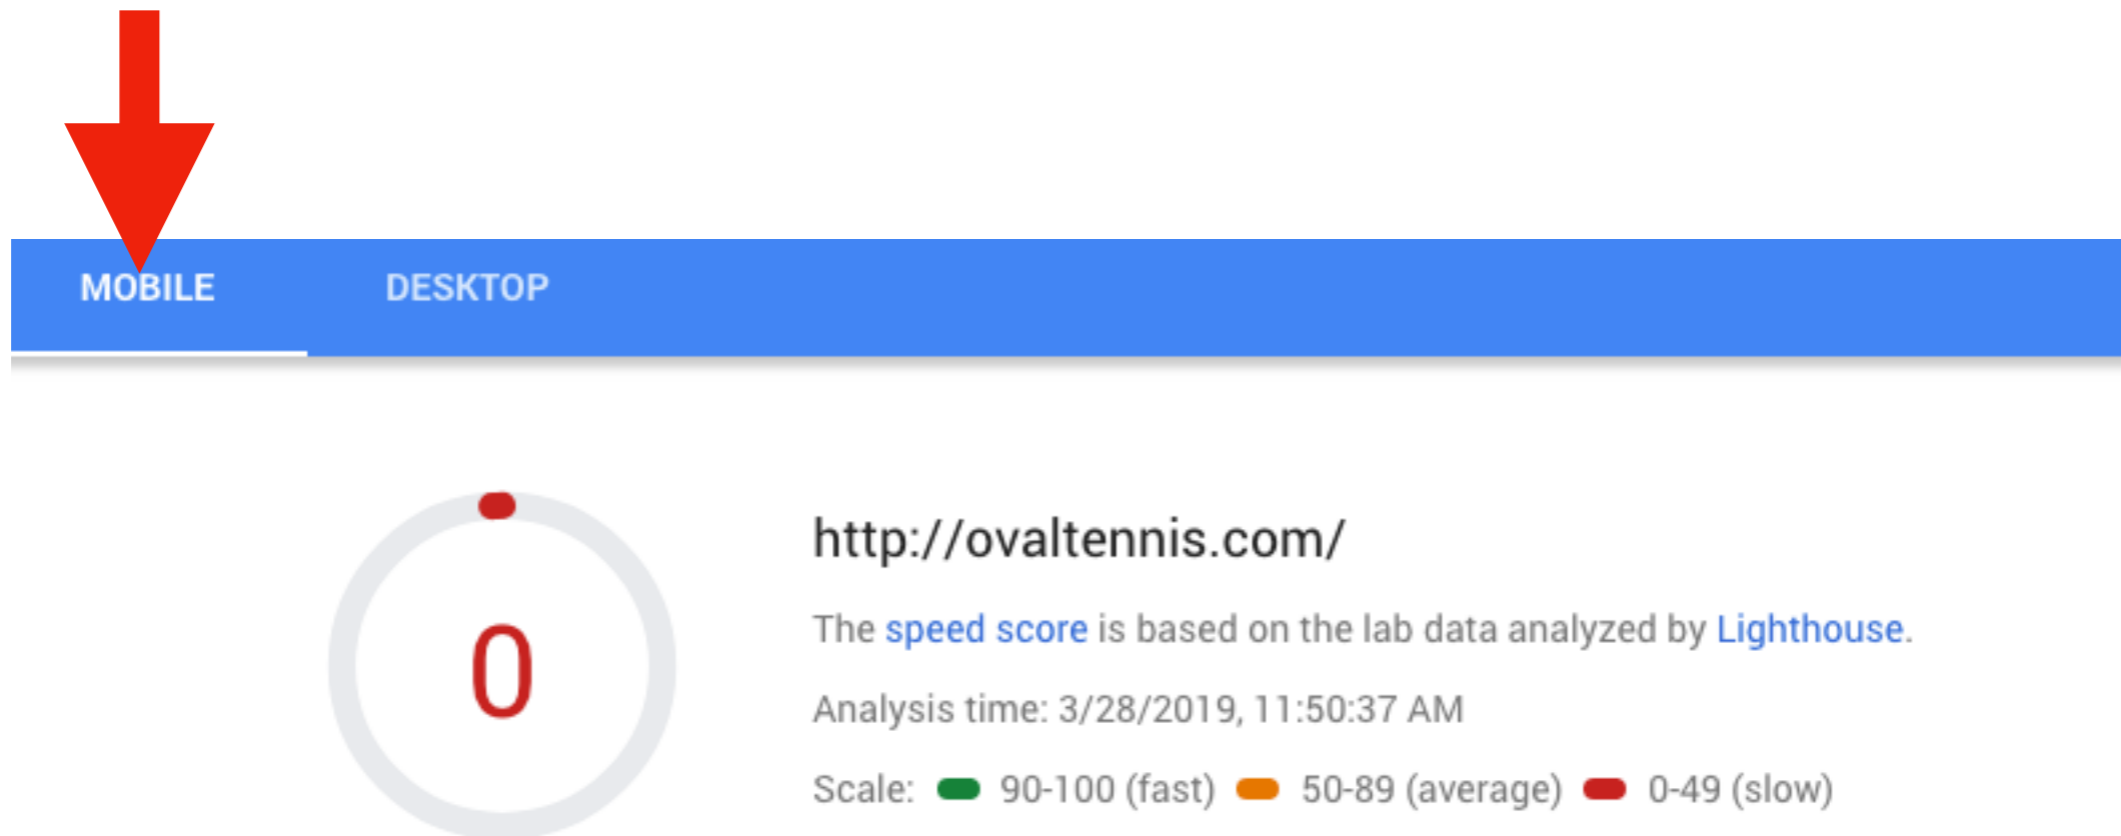 MOBILE DESKTOP
0
http://ovaltennis.com/
The speed score is based on the lab data analyzed by Lighthouse.
Analysis time: 3/28/2019, 11:50:37 AM
Scale: 90-100 (fast) 50-89 (average) 0-49 (slow)